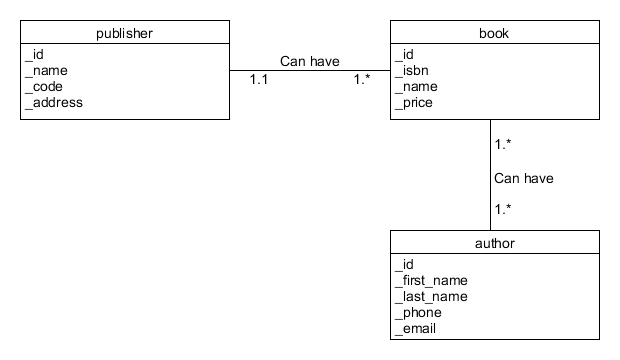 publisher
_id
_name
_code
_address
Can have
1.1
1.*
book
_id
_isbn
_name
_price
1.*
Can have
1.*
author
_id
_first_name
_last_name
_phone
_email